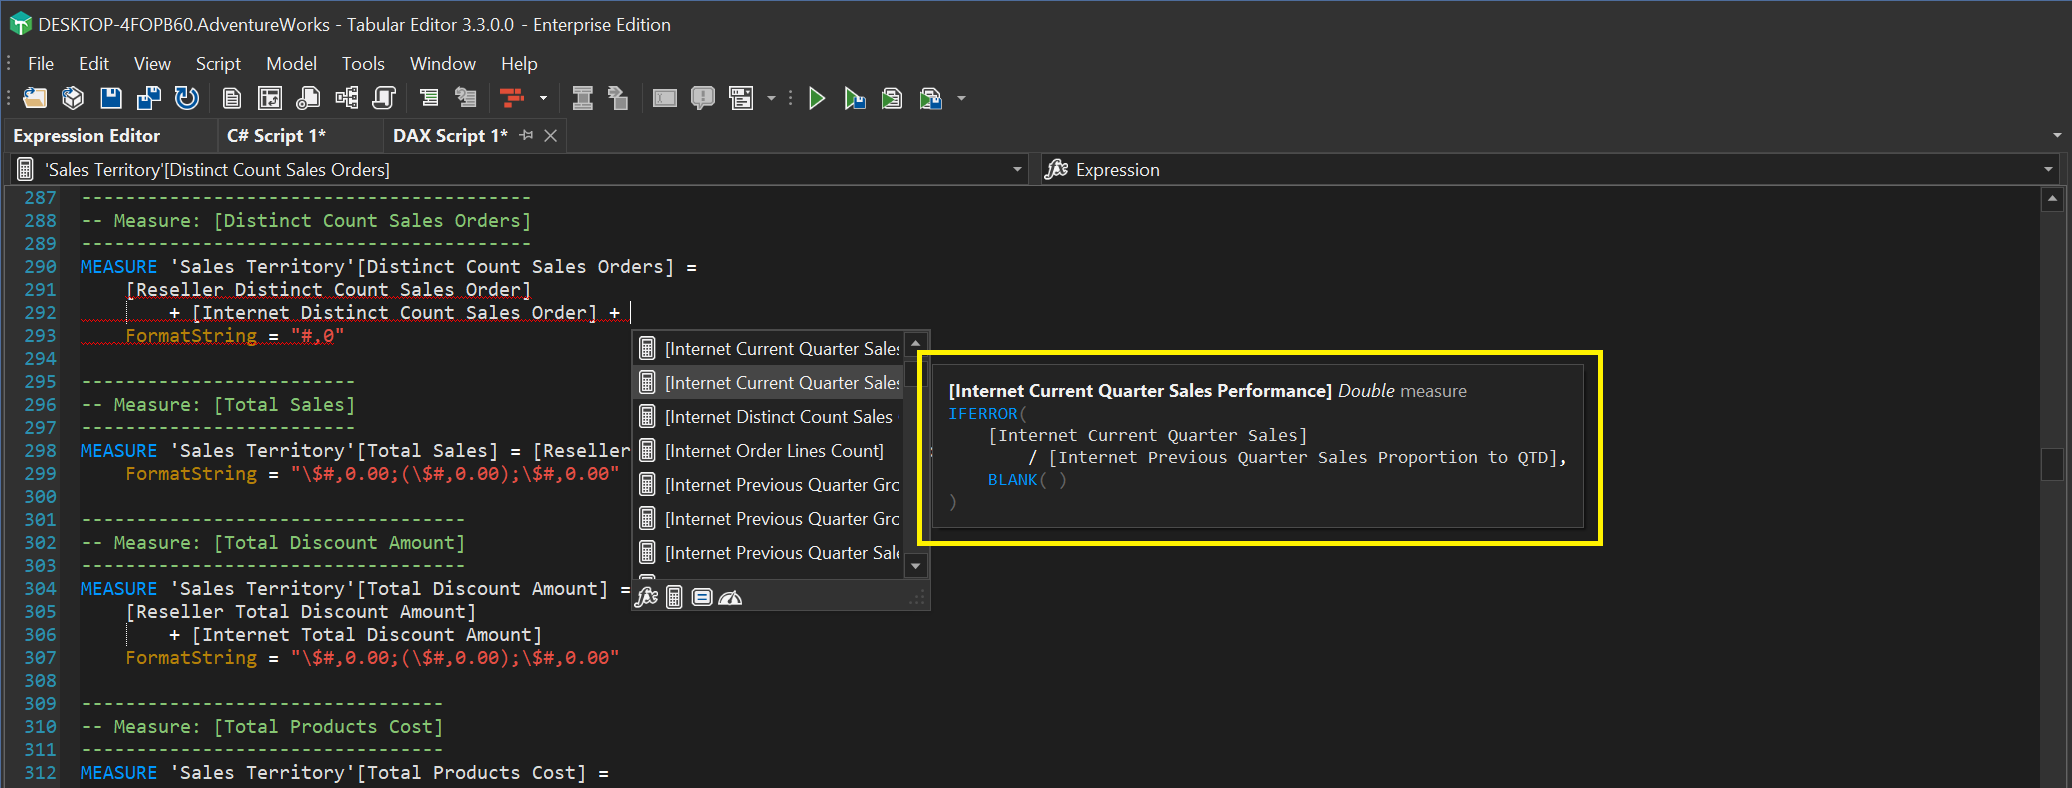 DESKTOP-4FOPB60.AdventureWorks - Tabular Editor 3.3.0.0 - Enterprise Edition
File Edit View Script Model Tools Window Help
Expression Editor C# Script 1* DAX Script 1*
'Sales Territory'[Distinct Count Sales Orders] Expression
287 -----------------------------------------
288 -- Measure: [Distinct Count Sales Orders]
289 -----------------------------------------
290 MEASURE 'Sales Territory'[Distinct Count Sales Orders] =
291 [Reseller Distinct Count Sales Order]
292 + [Internet Distinct Count Sales Order] +
293 FormatString = "#,0"
294
295 -------------------------
296 -- Measure: [Total Sales]
297 -------------------------
298 MEASURE 'Sales Territory'[Total Sales] = [Reseller
299 FormatString = "\$#,0.00;(\$#,0.00);\$#,0.00"
300
301 -----------------------------------
302 -- Measure: [Total Discount Amount]
303 -----------------------------------
304 MEASURE 'Sales Territory'[Total Discount Amount] =
305 [Reseller Total Discount Amount]
306 + [Internet Total Discount Amount]
307 FormatString = "\$#,0.00;(\$#,0.00);\$#,0.00"
308
309 ---------------------------------
310 -- Measure: [Total Products Cost]
311 ---------------------------------
312 MEASURE 'Sales Territory'[Total Products Cost] =
[Internet Current Quarter Sales
[Internet Current Quarter Sales
[Internet Distinct Count Sales
[Internet Order Lines Count]
[Internet Previous Quarter Gro
[Internet Previous Quarter Gro
[Internet Previous Quarter Sale
[Internet Current Quarter Sales Performance] Double measure
IFERROR(
[Internet Current Quarter Sales]
/ [Internet Previous Quarter Sales Proportion to QTD],
BLANK( )
)